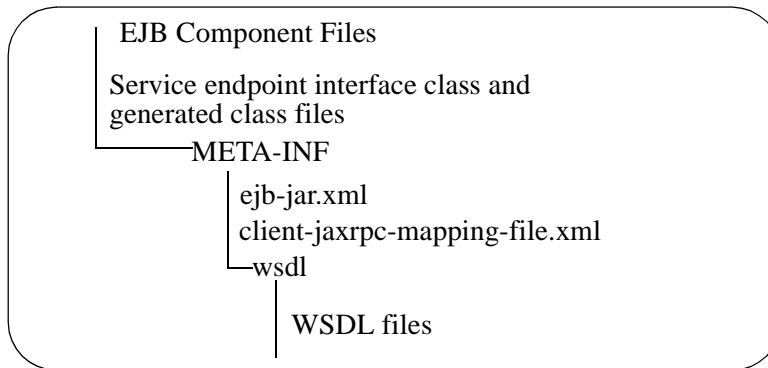 EJB Component Files
Service endpoint interface class and
generated class files
META-INF
ejb-jar.xml
client-jaxrpc-mapping-file.xml
wsdl
WSDL files